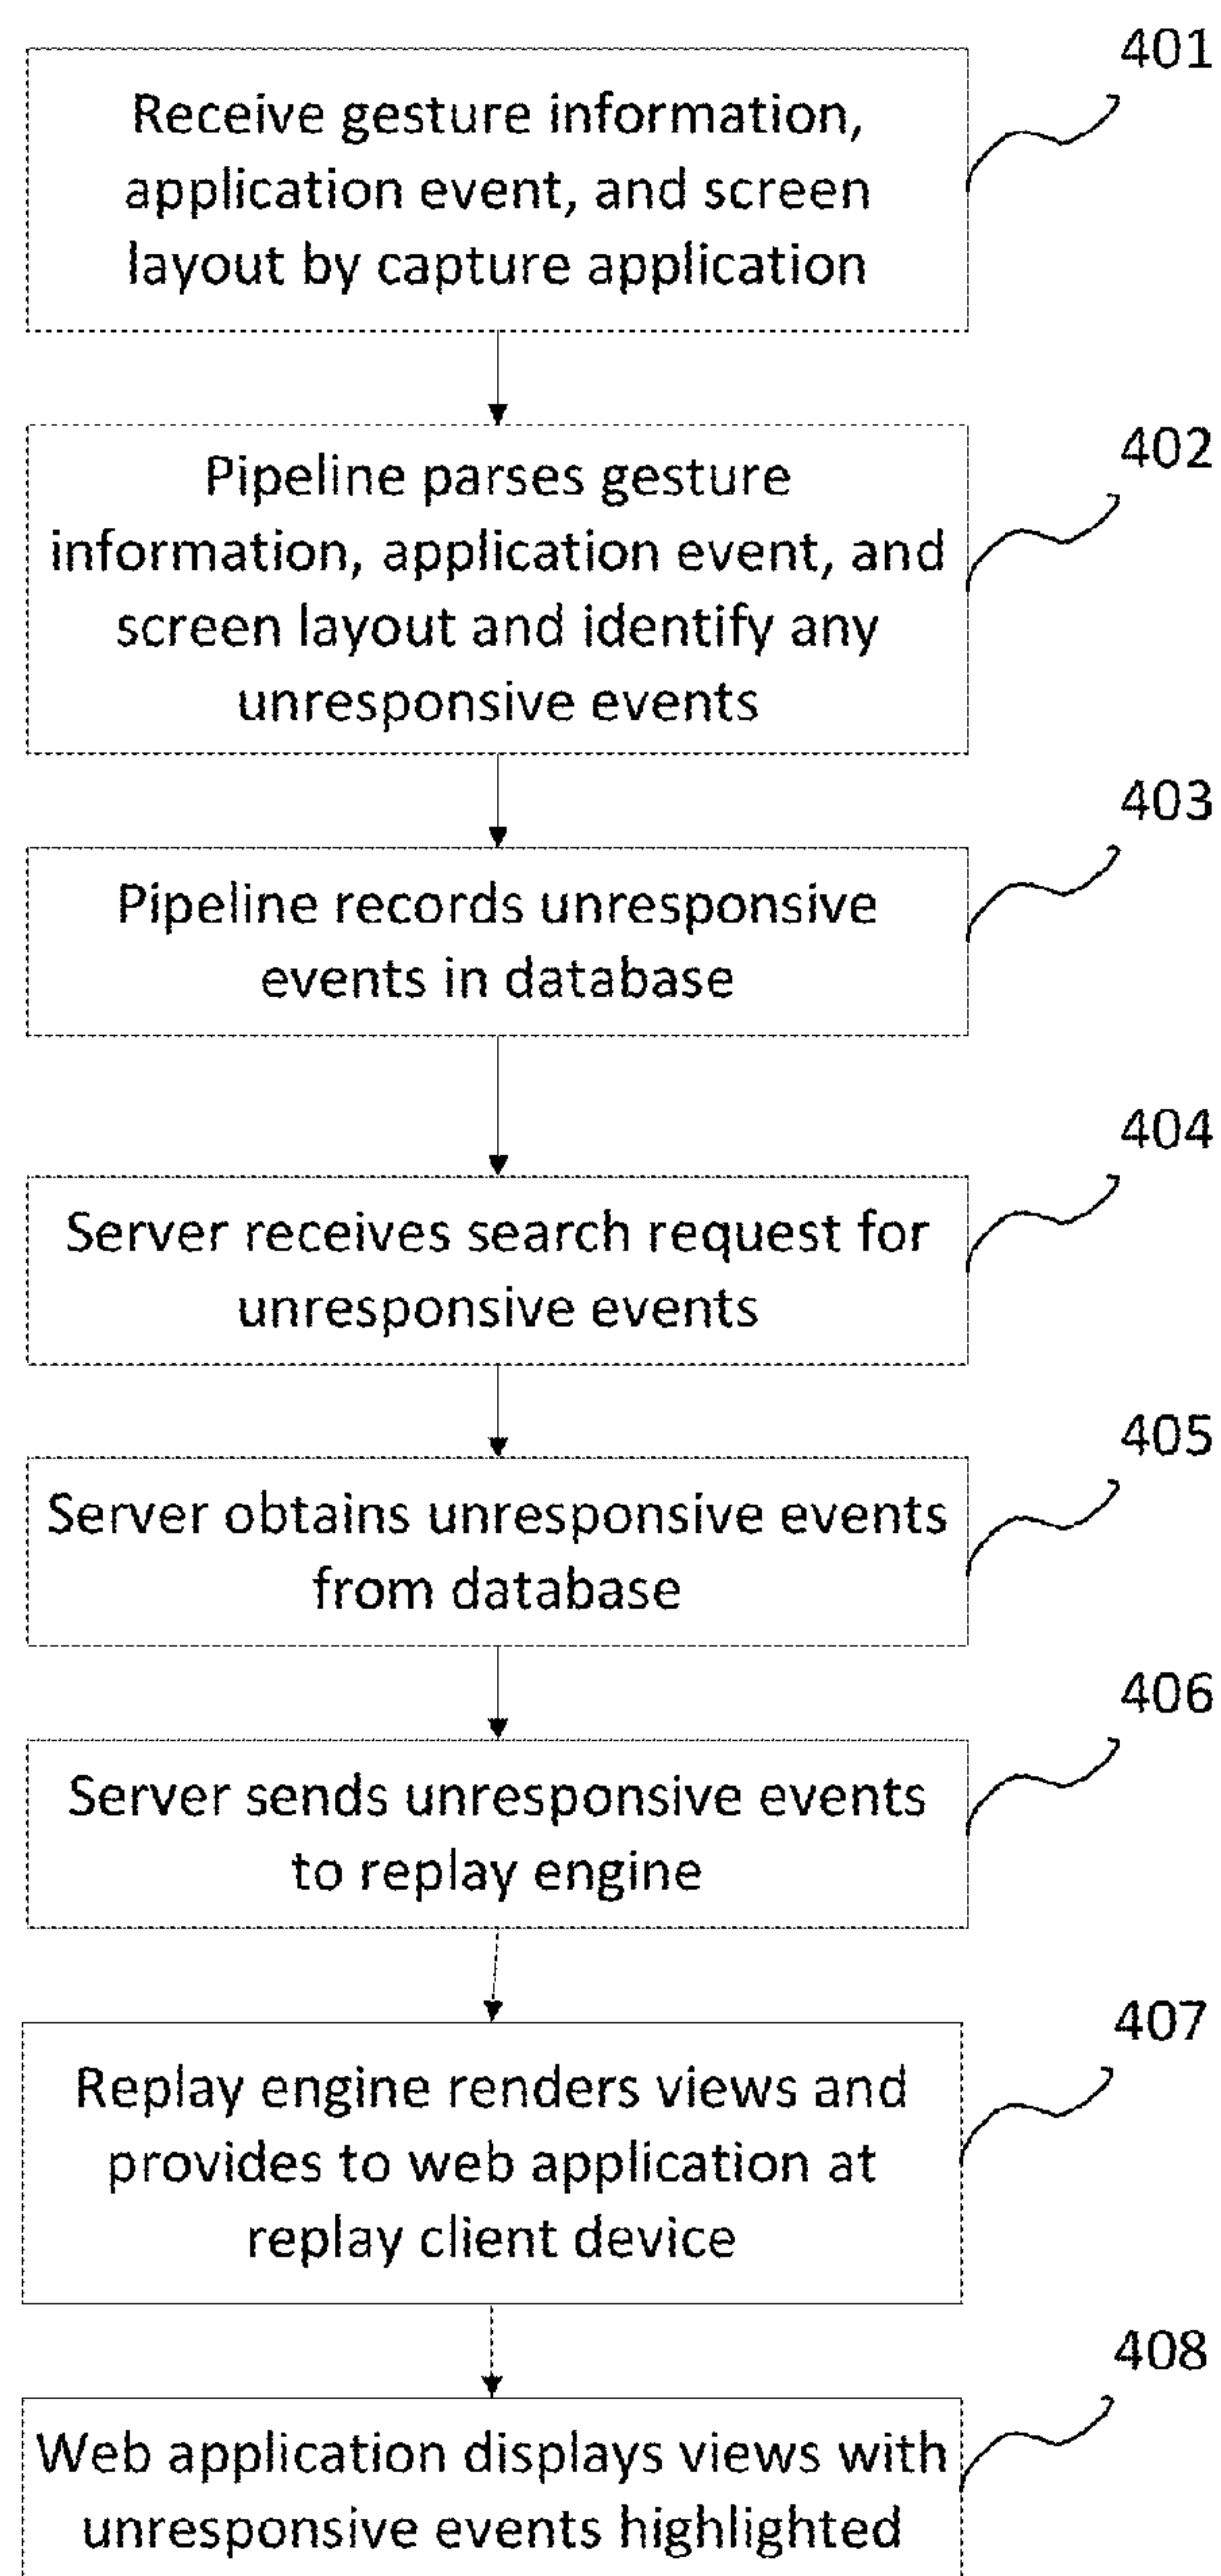 401
Receive gesture information,
application event, and screen
layout by capture application
402
Pipeline parses gesture
information, application event, and
screen layout and identify any
unresponsive events
403
Pipeline records unresponsive
events in database
404
Server receives search request for
unresponsive events
405
Server obtains unresponsive events
from database
406
Server sends unresponsive events
to replay engine
407
Replay engine renders views and
provides to web application at
replay client device
408
Web application displays views with
unresponsive events highlighted